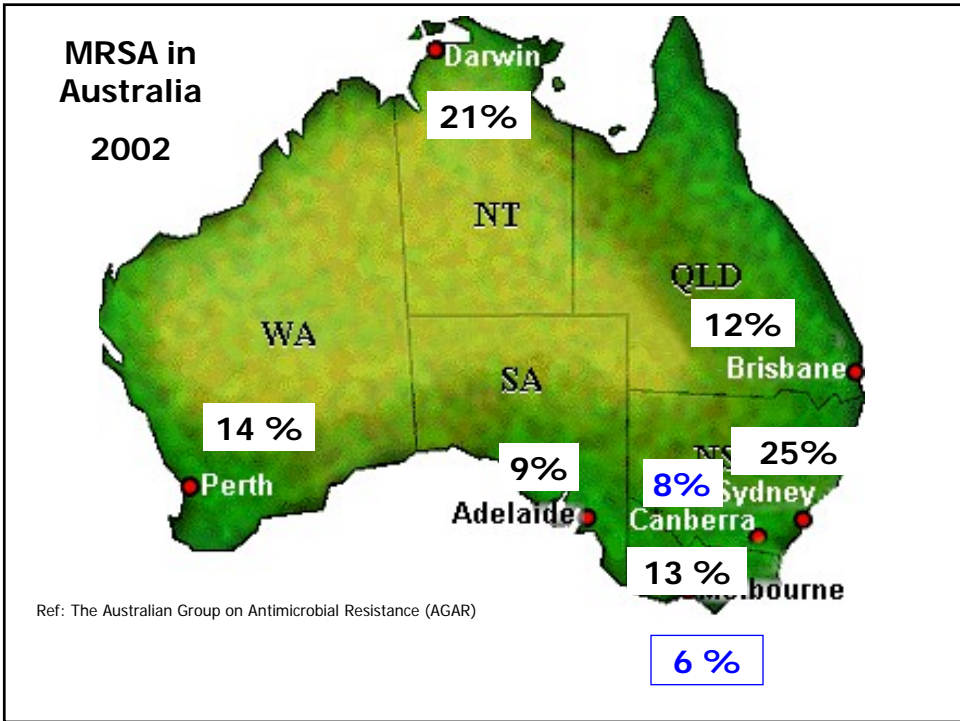 MRSA in
Australia
2002
Darwin
21%
NT
QLD
12%
WA
Brisbane
SA
14 %
25%
9%
8%
Sydney
Perth
Adelaide
Canberra
13 %
Ref: The Australian Group on Antimicrobial Resistance (AGAR)
6 %